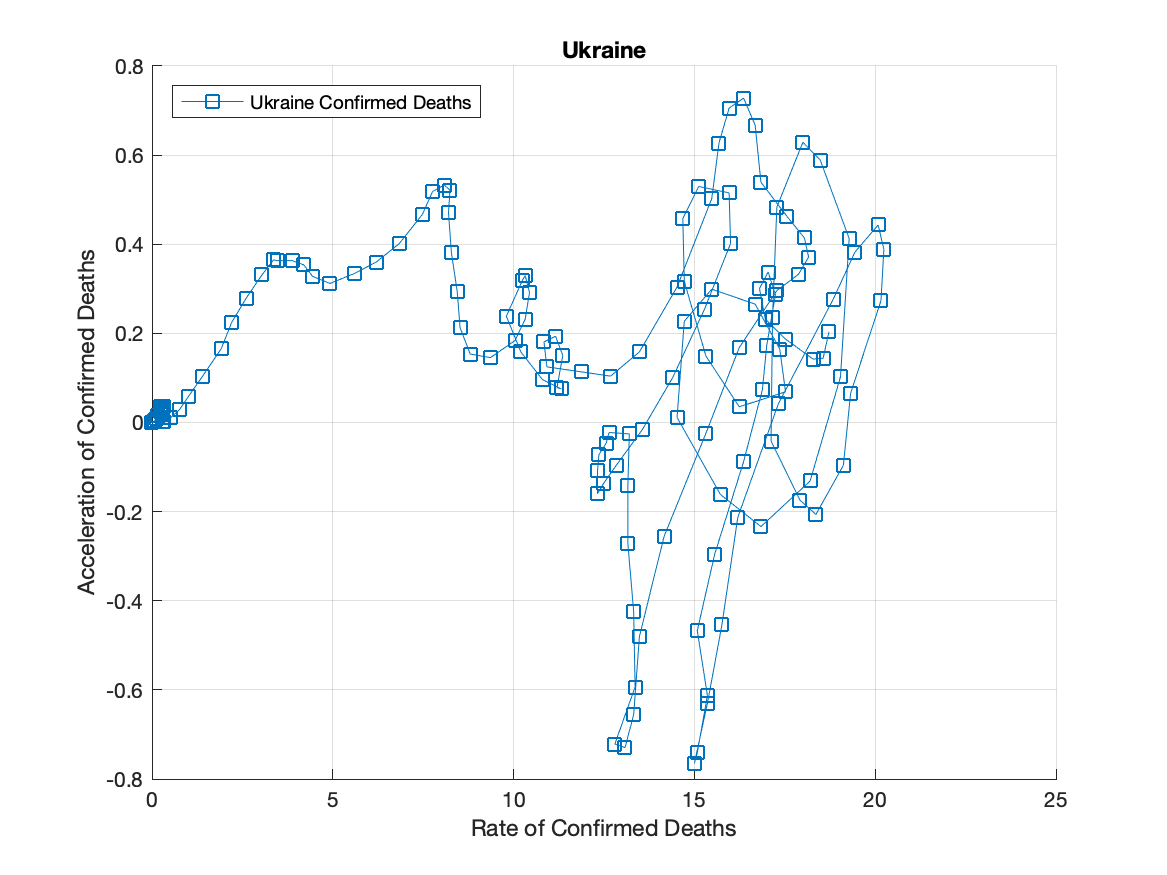 Ukraine
0.8
Ukraine Confirmed Deaths
0.6
0.4
0.2
0
-0.2
-0.4
-0.6
-0.8
Acceleration of Confirmed Deaths
0 5 10 15 20 25
Rate of Confirmed Deaths